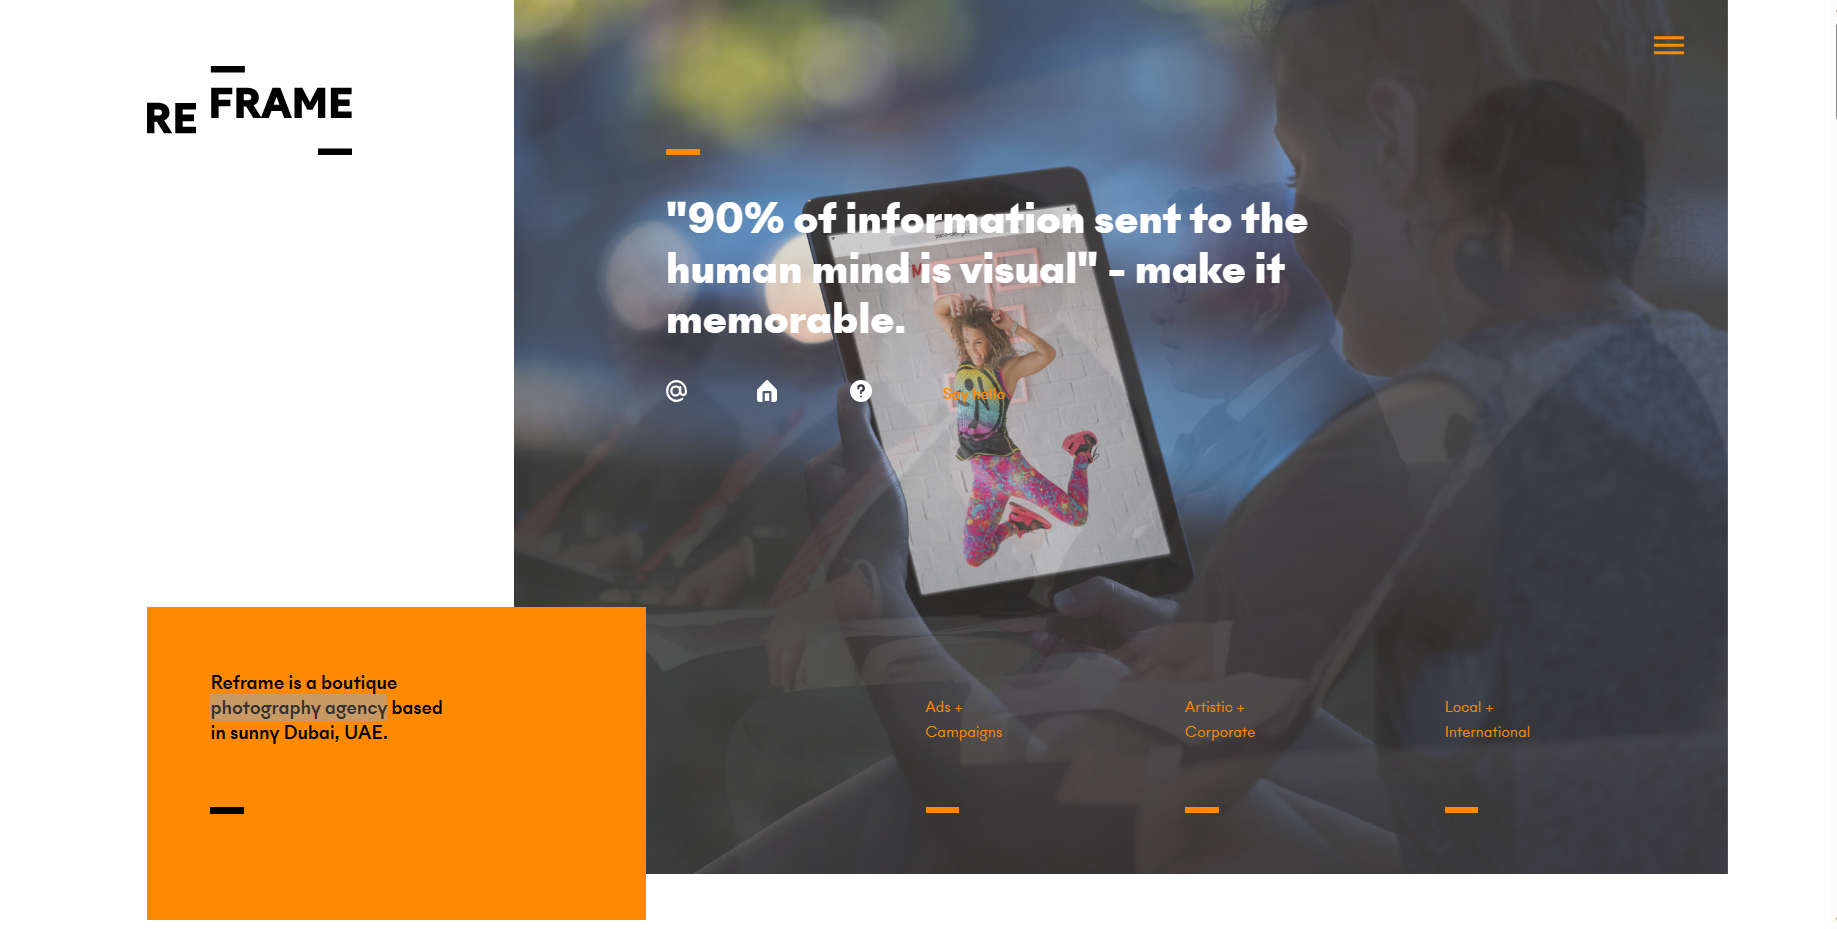 RE FRAME
"90% of information sent to the
human mind is visual" - make it
memorable.
Say hello
Reframe is a boutique
photography agency based
in sunny Dubai, UAE.
Ads +
Campaigns
Artistic +
Corporate
Local +
International